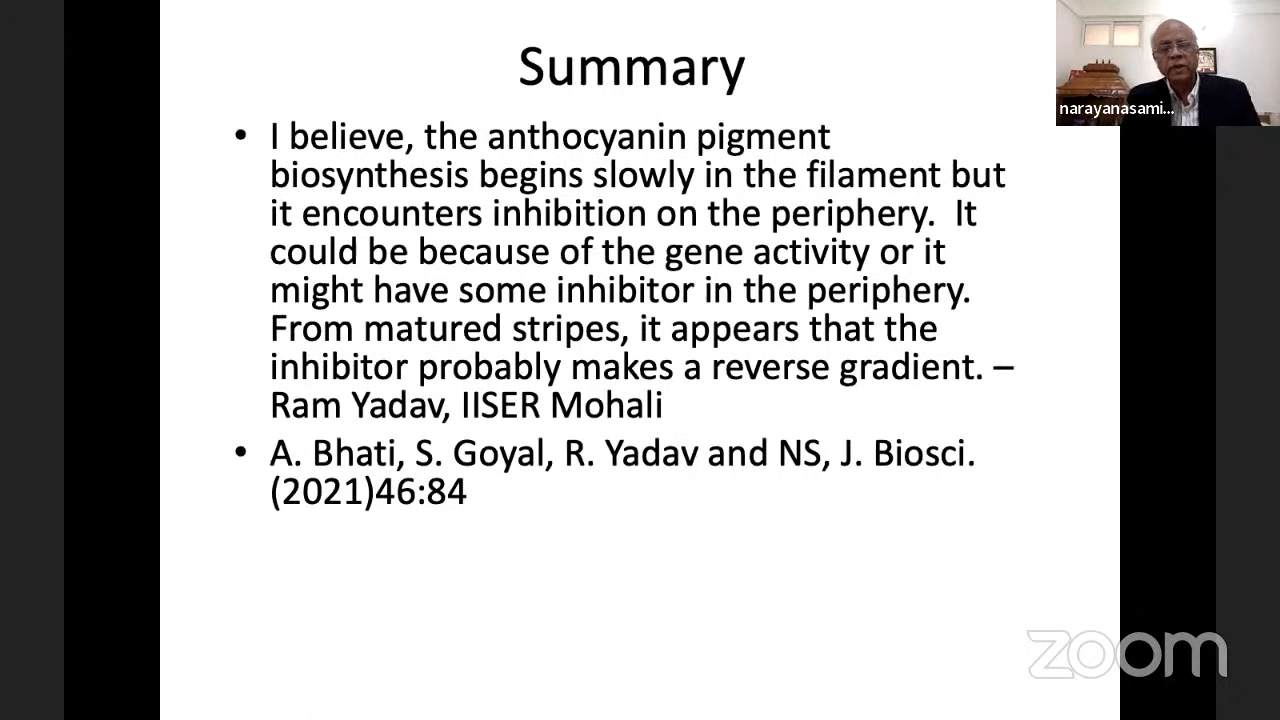 Summary
narayanasami...
• I believe, the anthocyanin pigment
biosynthesis begins slowly in the filament but
it encounters inhibition on the periphery.  It
could be because of the gene activity or it
might have some inhibitor in the periphery.
From matured stripes, it appears that the
inhibitor probably makes a reverse gradient. –
Ram Yadav, IISER Mohali
• A. Bhati, S. Goyal, R. Yadav and NS, J. Biosci.
(2021)46:84
zoom